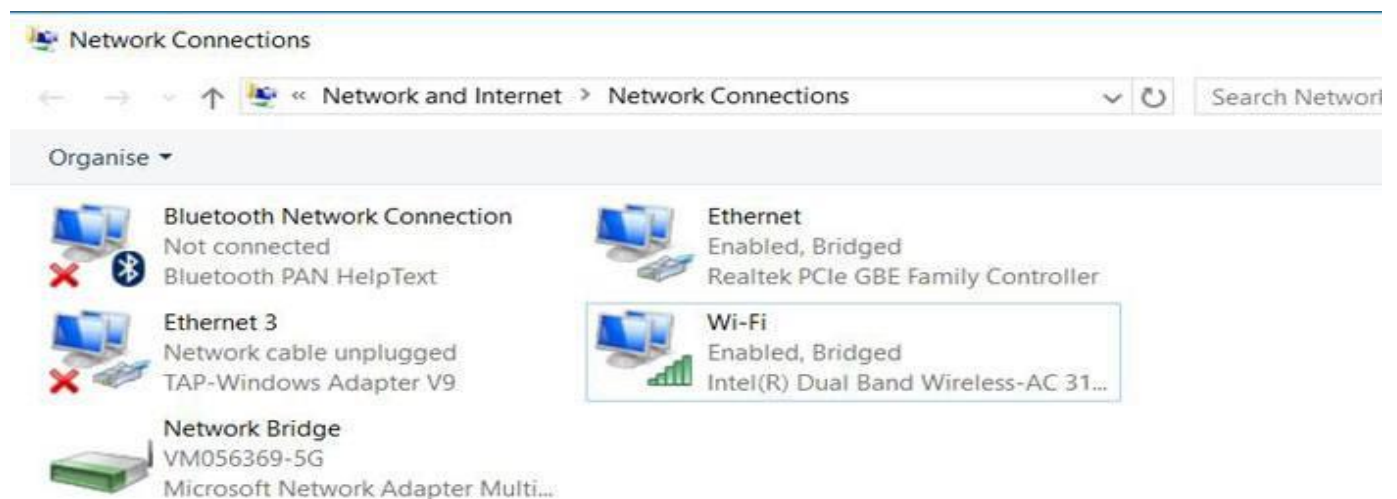 Network Connections
« Network and Internet > Network Connections
Search Network
Organise
Bluetooth Network Connection
Not connected
Bluetooth PAN HelpText
Ethernet
Enabled, Bridged
Realtek PCIe GBE Family Controller
Ethernet 3
Network cable unplugged
TAP-Windows Adapter V9
Wi-Fi
Enabled, Bridged
Intel(R) Dual Band Wireless-AC 31...
Network Bridge
VM056369-5G
Microsoft Network Adapter Multi...